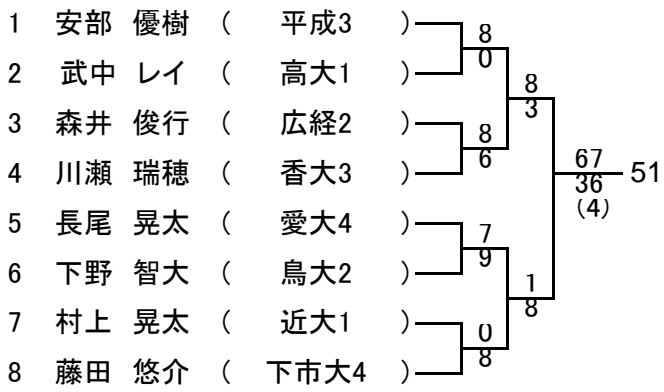 1 安部 優樹 ( 平成3 )
8
0
2 武中 レイ ( 高大1 )
8
3
3 森井 俊行 ( 広経2 )
8
6
4 川瀬 瑞穂 ( 香大3 )
67
36
(4)
51
5 長尾 晃太 ( 愛大4 )
7
9
6 下野 智大 ( 鳥大2 )
1
8
7 村上 晃太 ( 近大1 )
0
8
8 藤田 悠介 ( 下市大4 )